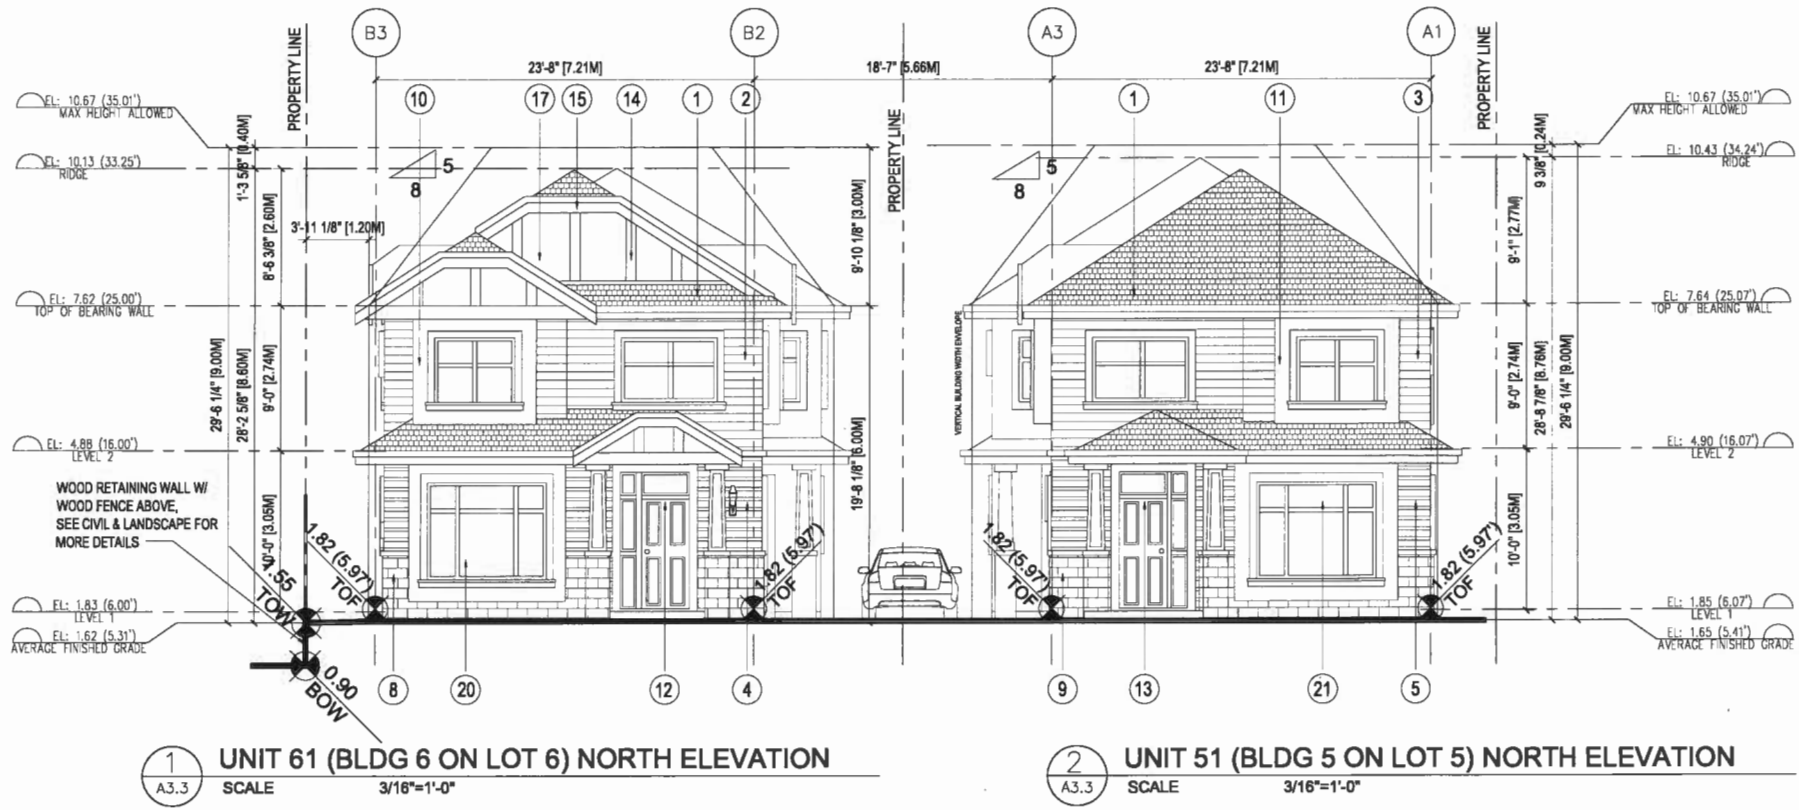 B3
B2
A3
A1
PROPERTY LINE
PROPERTY LINE
PROPERTY LINE
23'-8" [7.21M]
18'-7" [5.66M]
23'-8" [7.21M]
10
17
15
14
1
2
1
11
3
EL: 10.67 (35.01')
MAX HEIGHT ALLOWED
EL: 10.13 (33.25')
RIDGE
EL: 7.62 (25.00')
TOP OF BEARING WALL
EL: 4.88 (16.00')
LEVEL 2
WOOD RETAINING WALL W/
WOOD FENCE ABOVE,
SEE CIVIL & LANDSCAPE FOR
MORE DETAILS
EL: 1.83 (6.00')
LEVEL 1
EL: 1.62 (5.31')
AVERAGE FINISHED GRADE
1'-3 5/8" [0.40M]
8'-6 3/8" [2.60M]
3'-11 1/8" [1.20M]
29'-6 1/4" [9.00M]
28'-2 5/8" [8.60M]
9'-0" [2.74M]
10'-0" [3.05M]
5
8
9'-10 1/8" [3.00M]
19'-8 1/8" [6.00M]
1.82 (5.97')
TOF
1.82 (5.97')
TOF
1.55
TOW
0.90
BOW
5
8
VERTICAL BUILDING WIDTH ENVELOPE
1.82 (5.97')
TOF
1.82 (5.97')
TOF
9 3/8" [0.24M]
9'-1" [2.77M]
9'-0" [2.74M]
28'-8 7/8" [8.76M]
29'-6 1/4" [9.00M]
10'-0" [3.05M]
EL: 10.67 (35.01')
MAX HEIGHT ALLOWED
EL: 10.43 (34.24')
RIDGE
EL: 7.64 (25.07')
TOP OF BEARING WALL
EL: 4.90 (16.07')
LEVEL 2
EL: 1.85 (6.07')
LEVEL 1
EL: 1.65 (5.41')
AVERAGE FINISHED GRADE
8
20
12
4
9
13
21
5
1
A3.3
UNIT 61 (BLDG 6 ON LOT 6) NORTH ELEVATION
SCALE 3/16"=1'-0"
2
A3.3
UNIT 51 (BLDG 5 ON LOT 5) NORTH ELEVATION
SCALE 3/16"=1'-0"